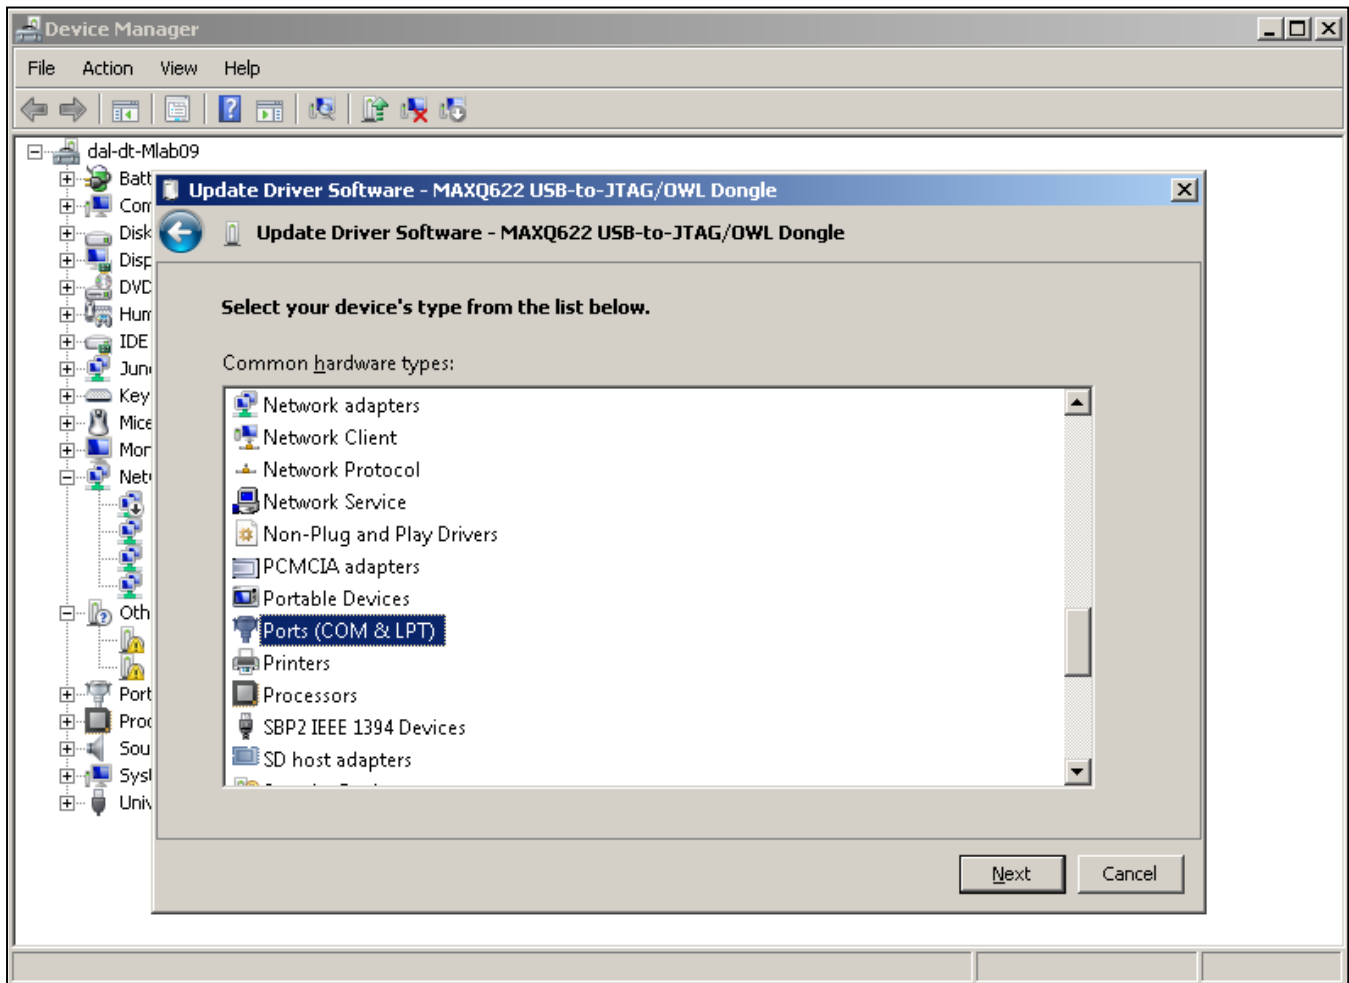 Device Manager
File Action View Help
dal-dt-Mlab09
Batt
Com
Disk
Disp
DVD
Hum
IDE
Key
Mice
Mon
Net
Oth
Port
Proc
Sou
Syst
Univ
Update Driver Software - MAXQ622 USB-to-JTAG/OWL Dongle
Update Driver Software - MAXQ622 USB-to-JTAG/OWL Dongle
Select your device's type from the list below.
Common hardware types:
Network adapters
Network Client
Network Protocol
Network Service
Non-Plug and Play Drivers
PCMCIA adapters
Portable Devices
Ports (COM & LPT)
Printers
Processors
SBP2 IEEE 1394 Devices
SD host adapters
Next Cancel